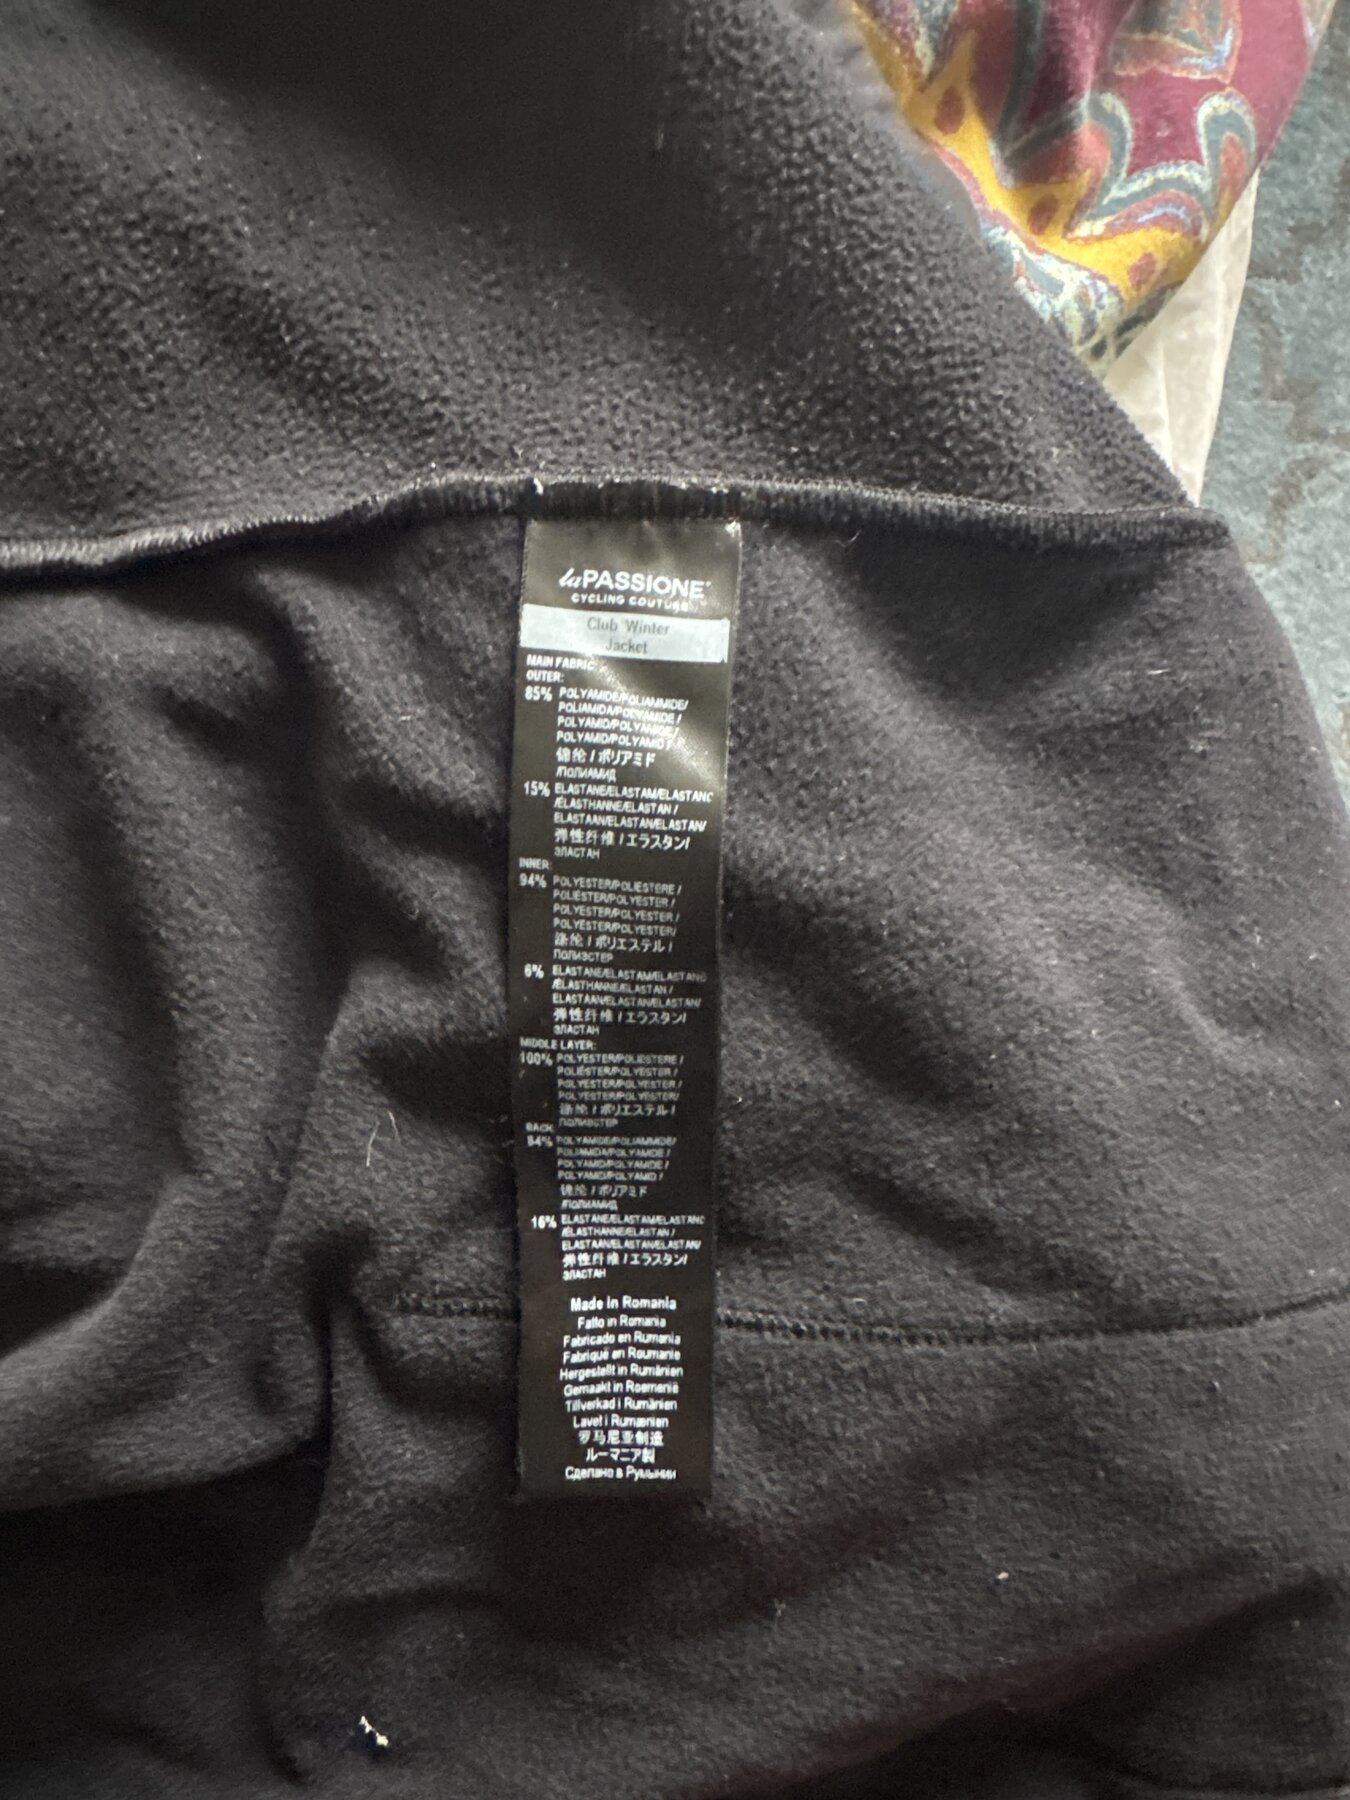 laPASSIONE
CYCLING COUTURE
Club Winter
Jacket
MAIN FABRIC
OUTER:
85% POLYAMIDE/POLIAMMIDE/
POLIAMIDA/POLYAMIDE /
POLYAMID/POLYAMIDE/
POLYAMID/POLYAMID /
锦纶 / ポリアミド
/ПОЛИАМИД
15% ELASTANE/ELASTAM/ELASTANO
/ÉLASTHANNE/ELASTAN /
ELASTAAN/ELASTAN/ELASTAN/
弹性纤维 / エラスタン/
ЭЛАСТАН
INNER:
94% POLYESTER/POLIESTERE /
POLIÉSTER/POLYESTER /
POLYESTER/POLYESTER /
POLYESTER/POLYESTER/
涤纶 / ポリエステル /
ПОЛИЭСТЕР
6% ELASTANE/ELASTAM/ELASTANO
/ÉLASTHANNE/ELASTAN /
ELASTAAN/ELASTAN/ELASTAN/
弹性纤维 / エラスタン/
ЭЛАСТАН
MIDDLE LAYER:
100% POLYESTER/POLIESTERE /
POLIÉSTER/POLYESTER /
POLYESTER/POLYESTER /
POLYESTER/POLYESTER/
涤纶 / ポリエステル /
ПОЛИЭСТЕР
BACK
84% POLYAMIDE/POLIAMMIDE/
POLIAMIDA/POLYAMIDE /
POLYAMID/POLYAMIDE /
POLYAMID/POLYAMID /
锦纶 / ポリアミド
/ПОЛИАМИД
16% ELASTANE/ELASTAM/ELASTANO
/ÉLASTHANNE/ELASTAN /
ELASTAAN/ELASTAN/ELASTAN/
弹性纤维 / エラスタン/
ЭЛАСТАН
Made in Romania
Fatto in Romania
Fabricado en Rumania
Fabriqué en Roumanie
Hergestellt in Rumänien
Gemaakt in Roemenie
Tillverkad i Rumänien
Lavet i Rumænien
罗马尼亚制造
ルーマニア製
Сделано в Румынии